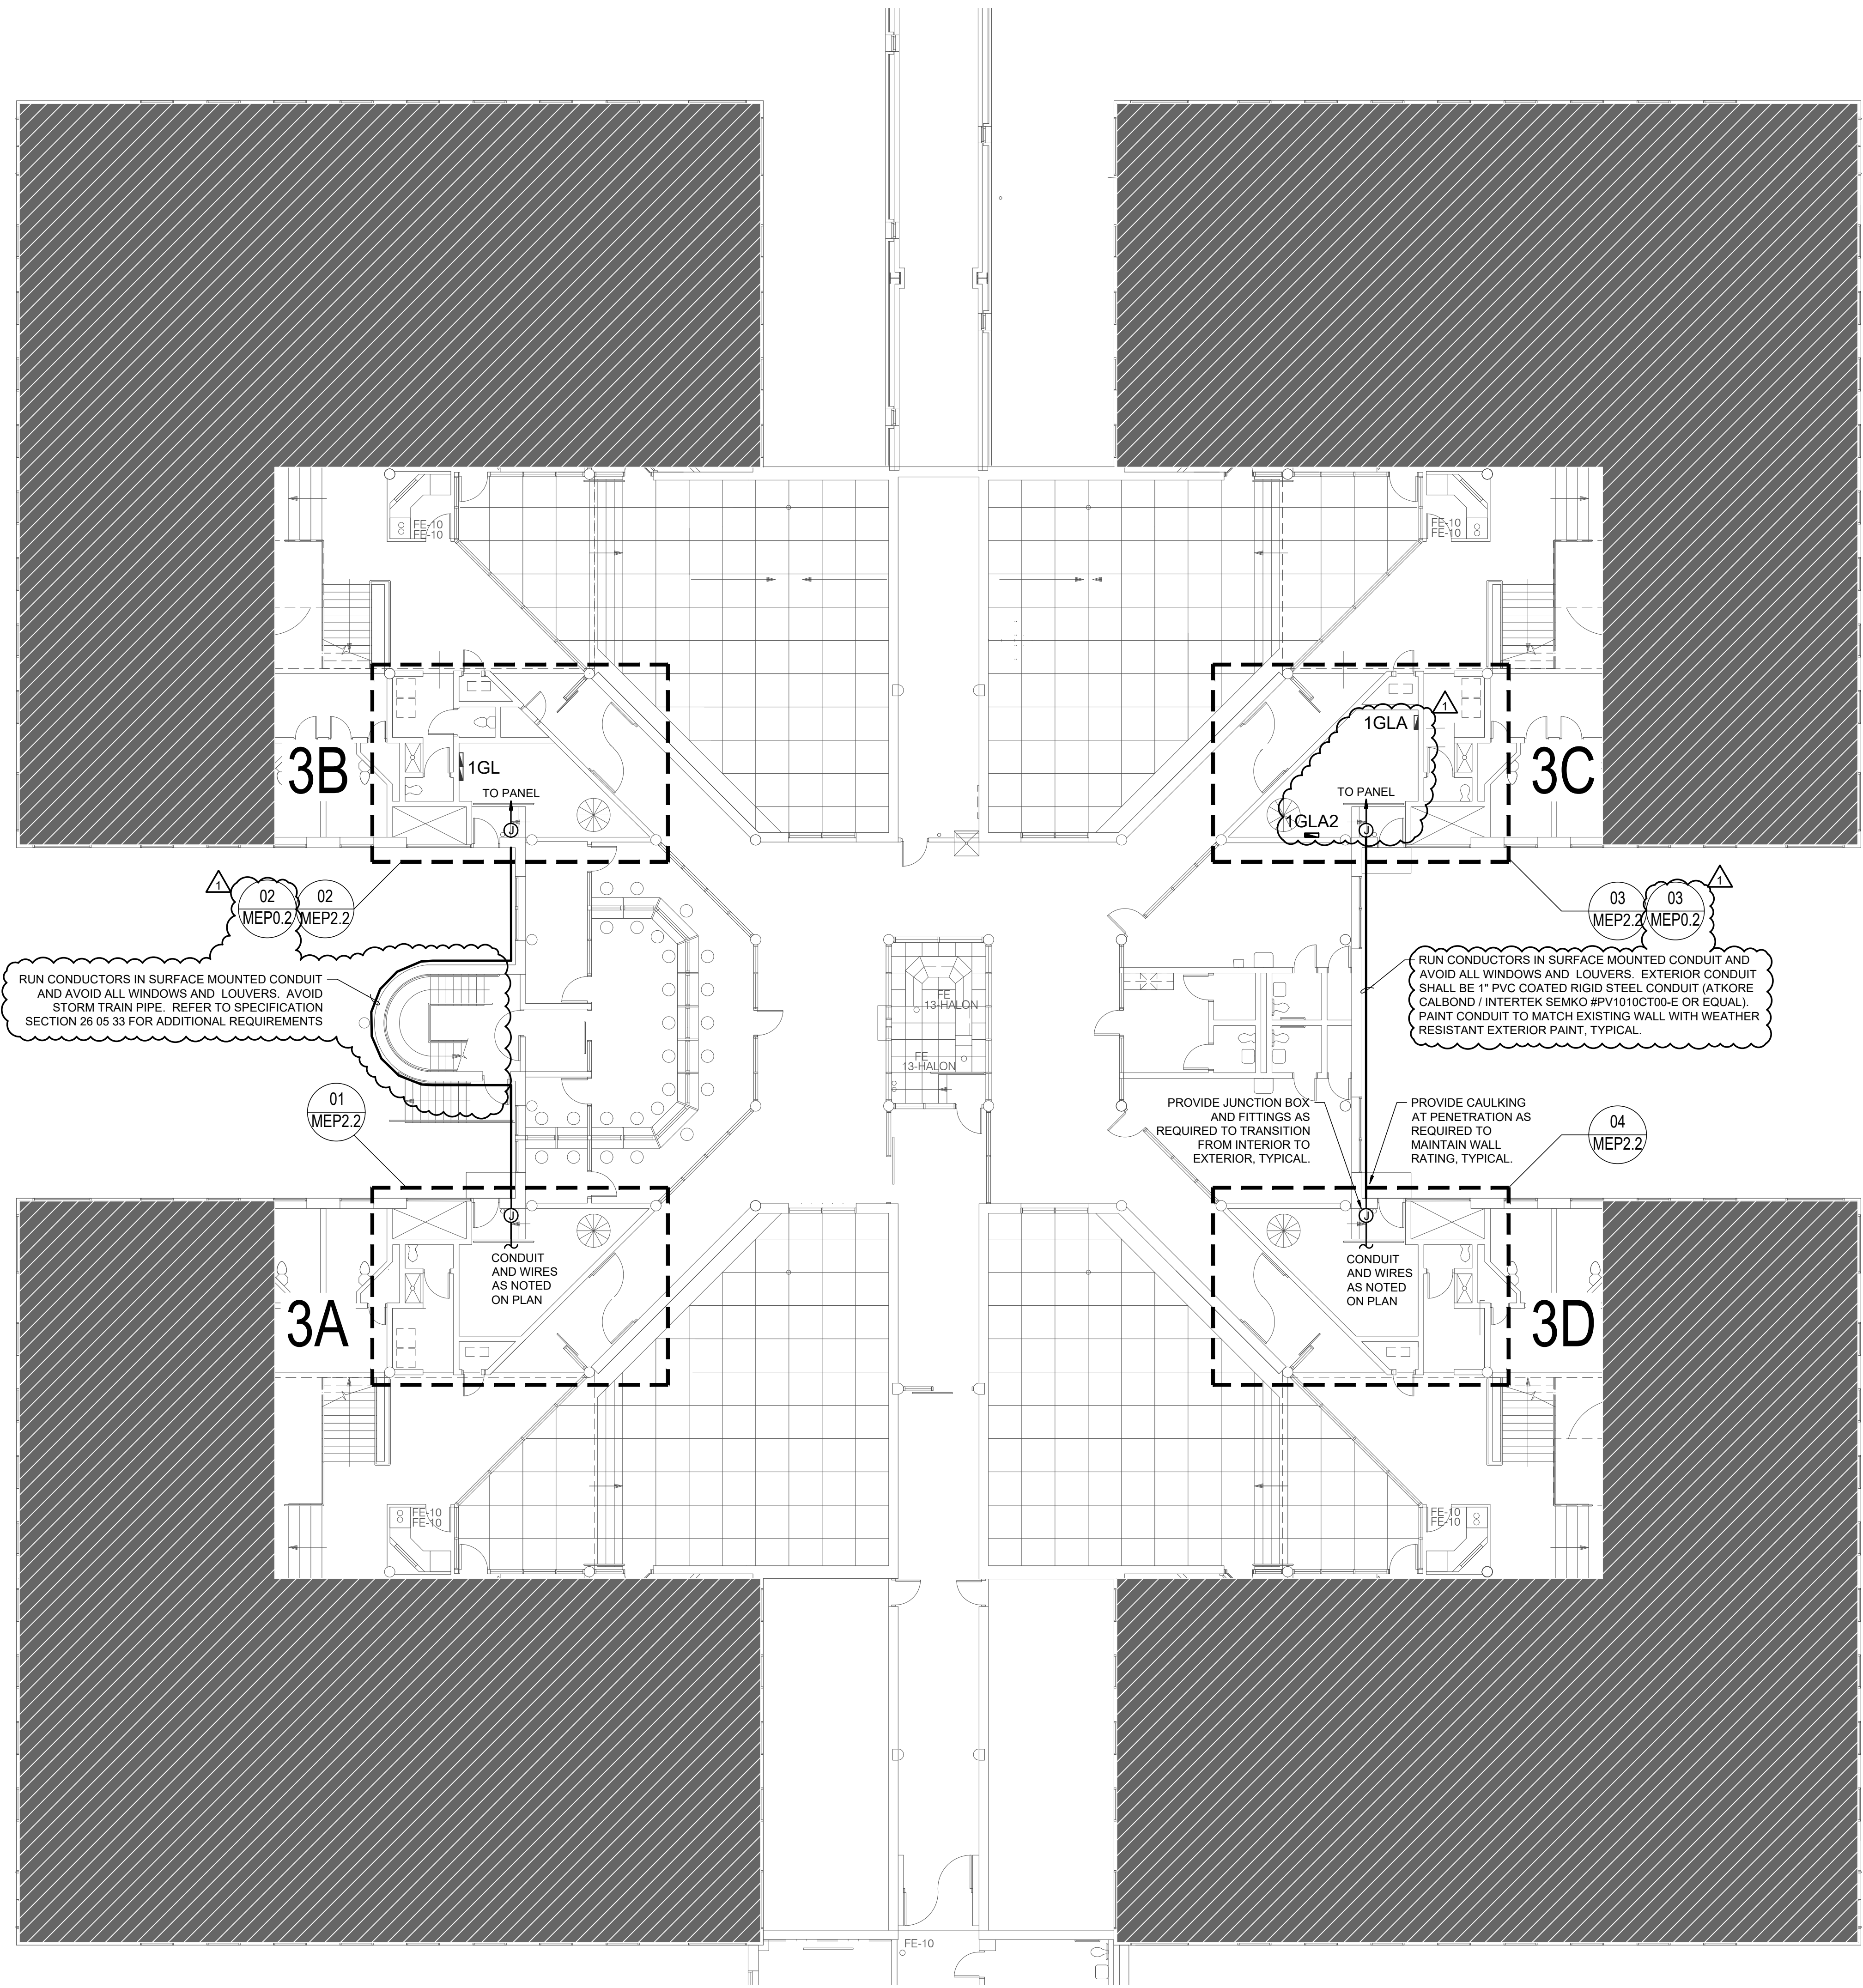 FE-10
FE-10
FE-10
FE-10
3B
1GL
TO PANEL
J
1
1GLA
TO PANEL
1GLA2
J
3C
1
02
MEP0.2
02
MEP2.2
03
MEP2.2
03
MEP0.2
1
RUN CONDUCTORS IN SURFACE MOUNTED CONDUIT
AND AVOID ALL WINDOWS AND LOUVERS. AVOID
STORM TRAIN PIPE. REFER TO SPECIFICATION
SECTION 26 05 33 FOR ADDITIONAL REQUIREMENTS
FE
13-HALON
FE
13-HALON
RUN CONDUCTORS IN SURFACE MOUNTED CONDUIT AND
AVOID ALL WINDOWS AND LOUVERS. EXTERIOR CONDUIT
SHALL BE 1" PVC COATED RIGID STEEL CONDUIT (ATKORE
CALBOND / INTERTEK SEMKO #PV1010CT00-E OR EQUAL).
PAINT CONDUIT TO MATCH EXISTING WALL WITH WEATHER
RESISTANT EXTERIOR PAINT, TYPICAL.
01
MEP2.2
PROVIDE JUNCTION BOX
AND FITTINGS AS
REQUIRED TO TRANSITION
FROM INTERIOR TO
EXTERIOR, TYPICAL.
PROVIDE CAULKING
AT PENETRATION AS
REQUIRED TO
MAINTAIN WALL
RATING, TYPICAL.
04
MEP2.2
J
CONDUIT
AND WIRES
AS NOTED
ON PLAN
3A
J
CONDUIT
AND WIRES
AS NOTED
ON PLAN
3D
FE-10
FE-10
FE-10
FE-10
FE-10